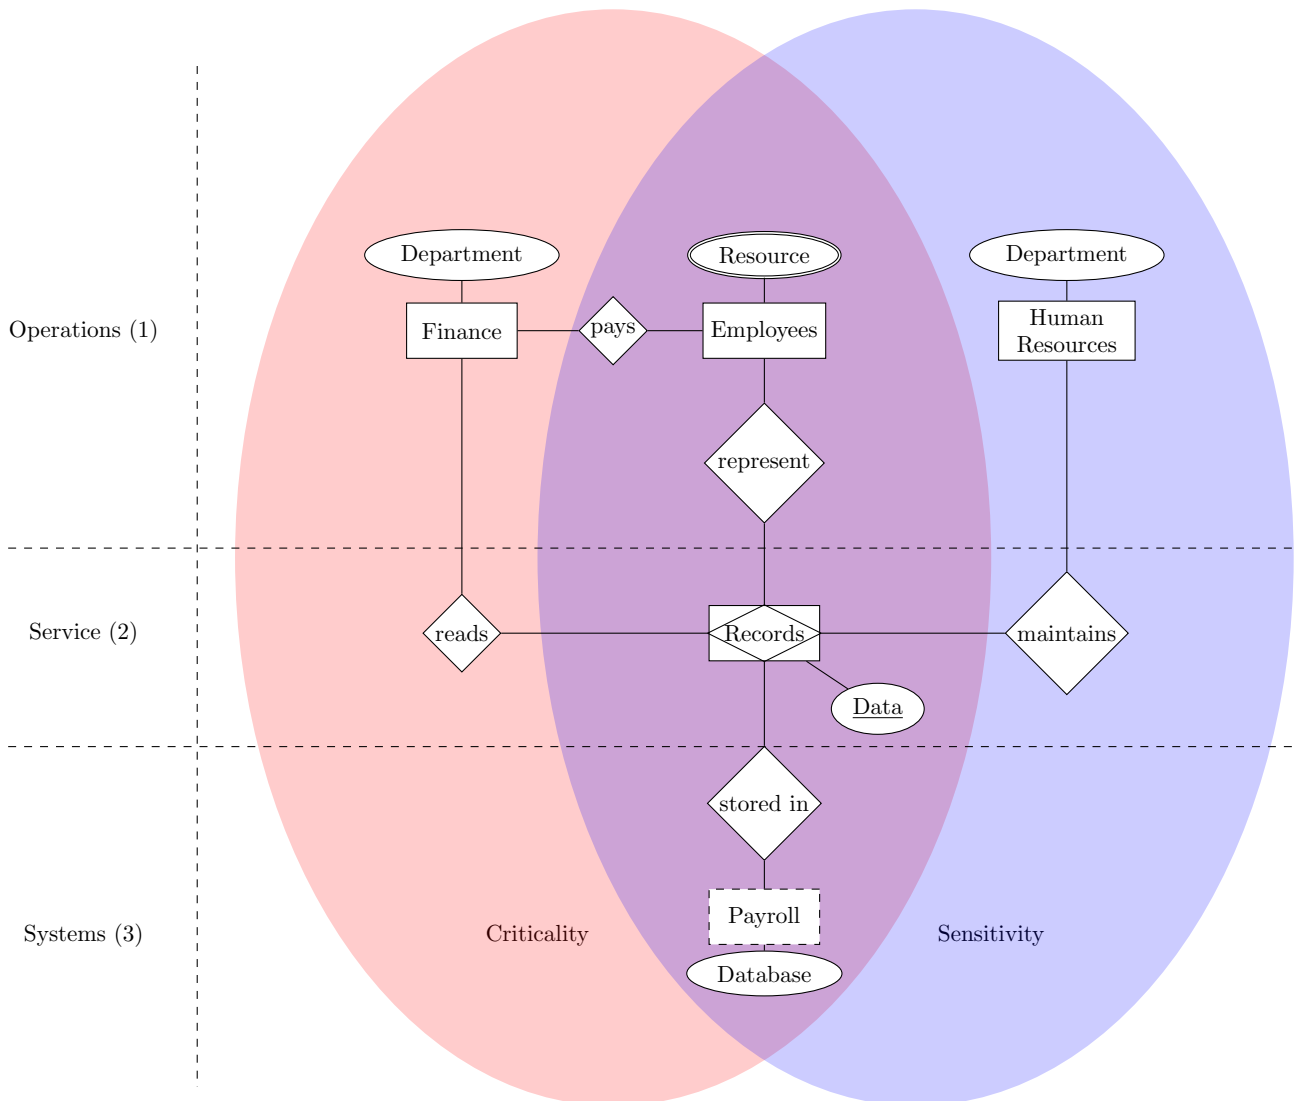 Department
Resource
Department
Operations (1)
Finance
pays
Employees
Human
Resources
represent
Service (2)
reads
Records
maintains
Data
stored in
Payroll
Systems (3)
Criticality
Sensitivity
Database